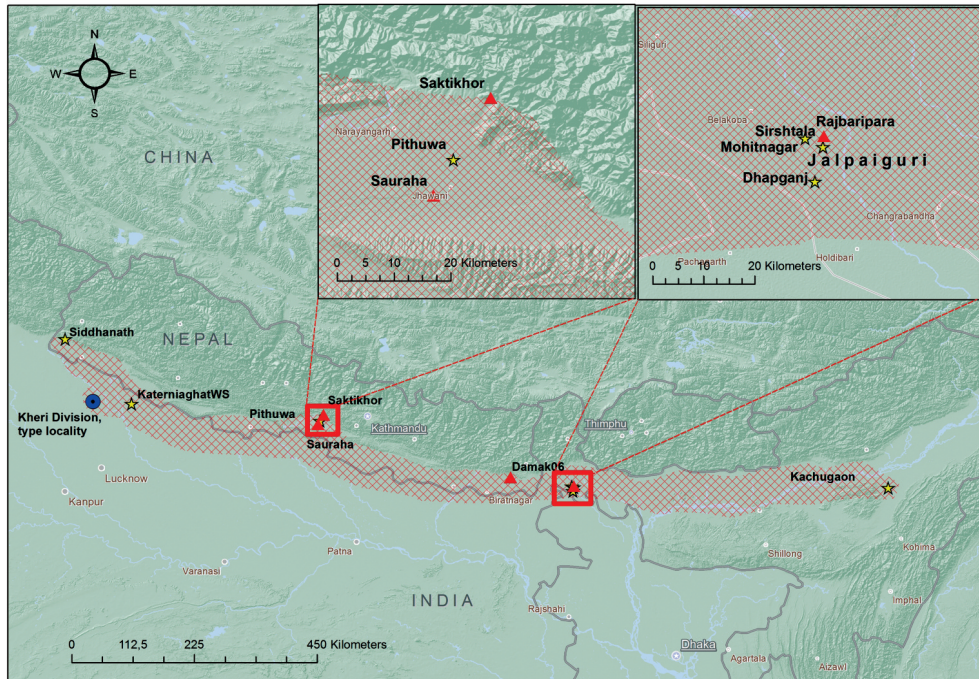 N
W
E
S
CHINA
NEPAL
INDIA
Siddhanath
KaterniaghatWS
Kheri Division,
type locality
Pithuwa
Saktikhor
Sauraha
Kathmandu
Damak06
Biratnagar
Thimphu
Kachugaon
Lucknow
Kanpur
Varanasi
Patna
Rajshahi
Dhaka
Agartala
Aizawl
Shillong
Kohima
Imphal
0 112,5 225 450 Kilometers
Saktikhor
Narayangarh
Pithuwa
Sauraha
Jhawani
0 5 10 20 Kilometers
Siliguri
Belakoba
Rajbaripara
Sirshtala
Mohitnagar
Jalpaiguri
Dhapganj
Changrabandha
Pachagarth
Holdibari
0 5 10 20 Kilometers